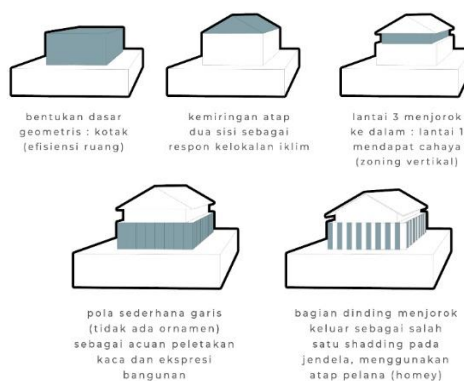 bentukan dasar
geometris : kotak
(efisiensi ruang)
kemiringan atap
dua sisi sebagai
respon kelokalan iklim
lantai 3 menjorok
ke dalam : lantai 1
mendapat cahaya
(zoning vertikal)
pola sederhana garis
(tidak ada ornamen)
sebagai acuan peletakan
kaca dan ekspresi
bangunan
bagian dinding menjorok
keluar sebagai salah
satu shadding pada
jendela, menggunakan
atap pelana (homey)